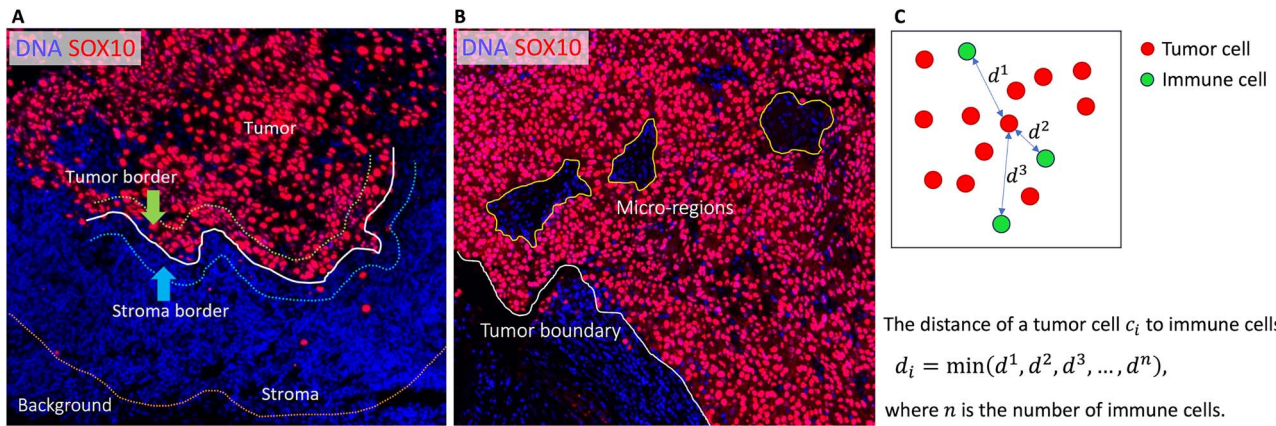 A
DNA SOX10
Tumor
Tumor border
Stroma border
Stroma
Background
B
DNA SOX10
Micro-regions
Tumor boundary
C
d¹
d²
d³
Tumor cell
Immune cell
The distance of a tumor cell cᵢ to immune cells
dᵢ = min(d¹, d², d³, …, dⁿ),
where n is the number of immune cells.